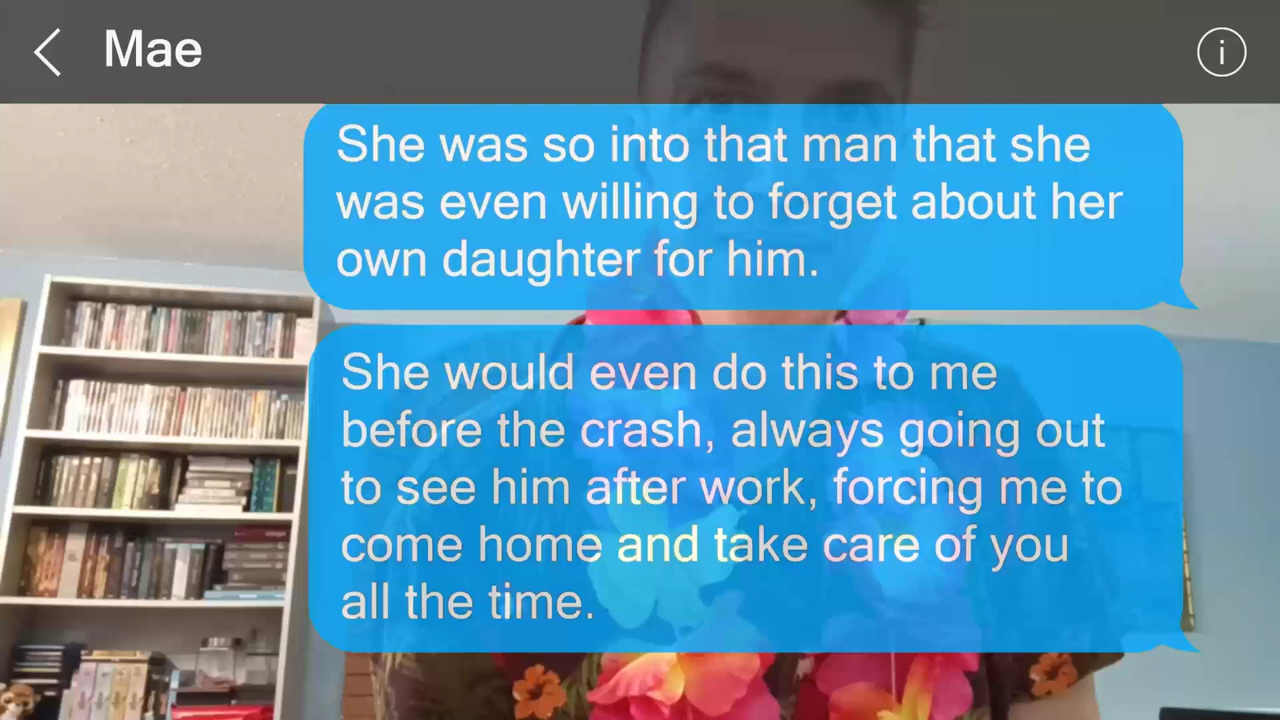 Mae
She was so into that man that she
was even willing to forget about her
own daughter for him.
She would even do this to me
before the crash, always going out
to see him after work, forcing me to
come home and take care of you
all the time.